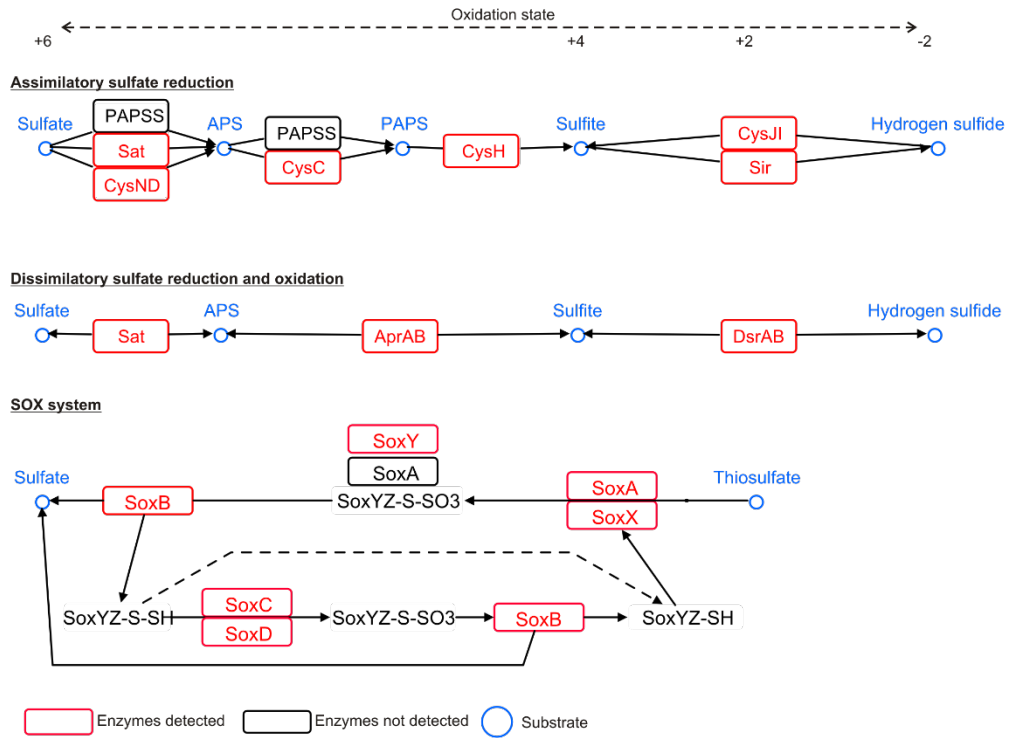 Oxidation state
+6 +4 +2 -2
Assimilatory sulfate reduction
PAPSS
Sulfate APS PAPSS PAPS Sulfite CysJI Hydrogen sulfide
Sat CysC CysH Sir
CysND
Dissimilatory sulfate reduction and oxidation
Sulfate APS Sulfite Hydrogen sulfide
Sat AprAB DsrAB
SOX system
SoxY
Sulfate SoxA Thiosulfate
SoxB SoxYZ-S-SO3 SoxA
SoxX
SoxC
SoxYZ-S-SH SoxYZ-S-SO3 SoxB SoxYZ-SH
SoxD
Enzymes detected Enzymes not detected Substrate